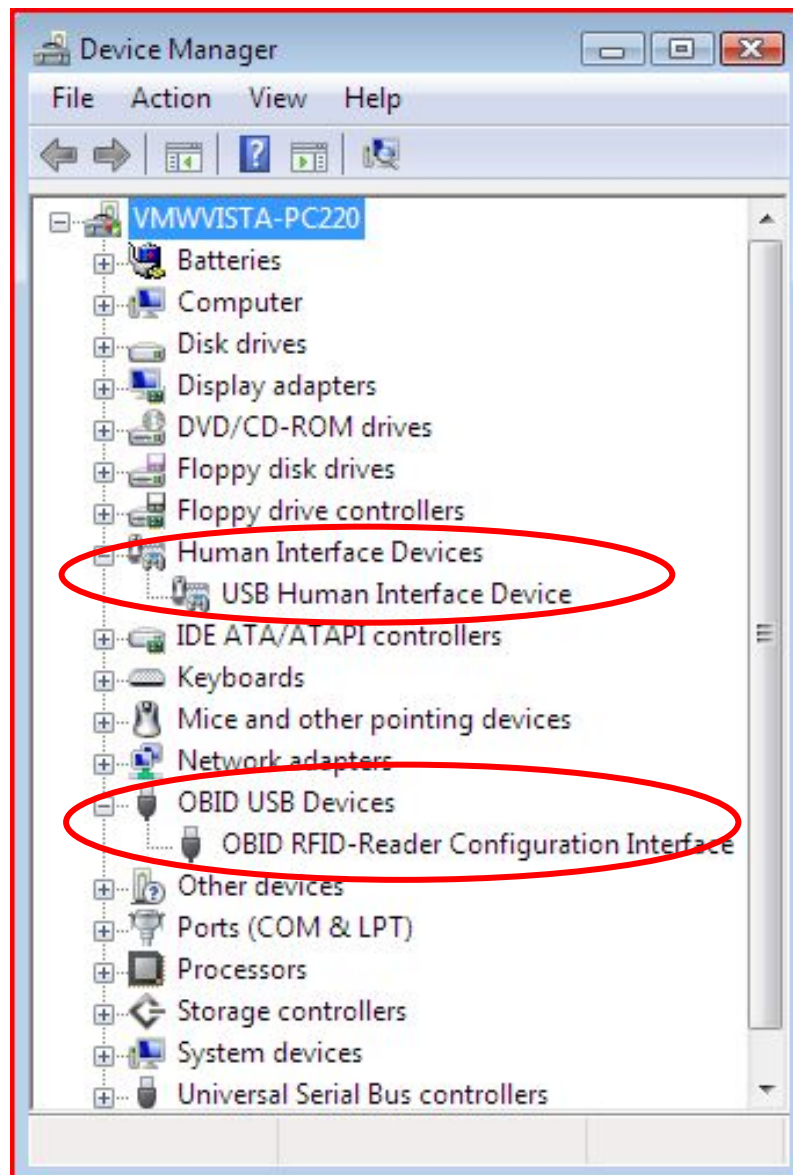 Device Manager
File Action View Help
VMWVISTA-PC220
Batteries
Computer
Disk drives
Display adapters
DVD/CD-ROM drives
Floppy disk drives
Floppy drive controllers
Human Interface Devices
USB Human Interface Device
IDE ATA/ATAPI controllers
Keyboards
Mice and other pointing devices
Network adapters
OBID USB Devices
OBID RFID-Reader Configuration Interface
Other devices
Ports (COM & LPT)
Processors
Storage controllers
System devices
Universal Serial Bus controllers